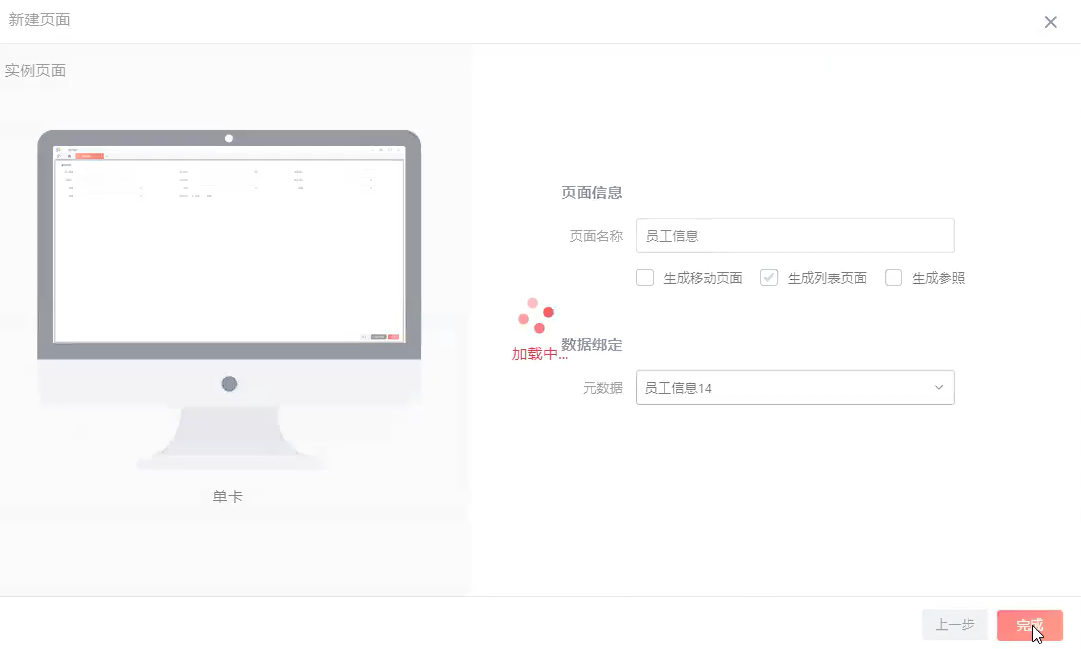 新建页面
实例页面
单卡
页面信息
页面名称 员工信息
生成移动页面 生成列表页面 生成参照
加载中...
数据绑定
元数据 员工信息14
上一步 完成